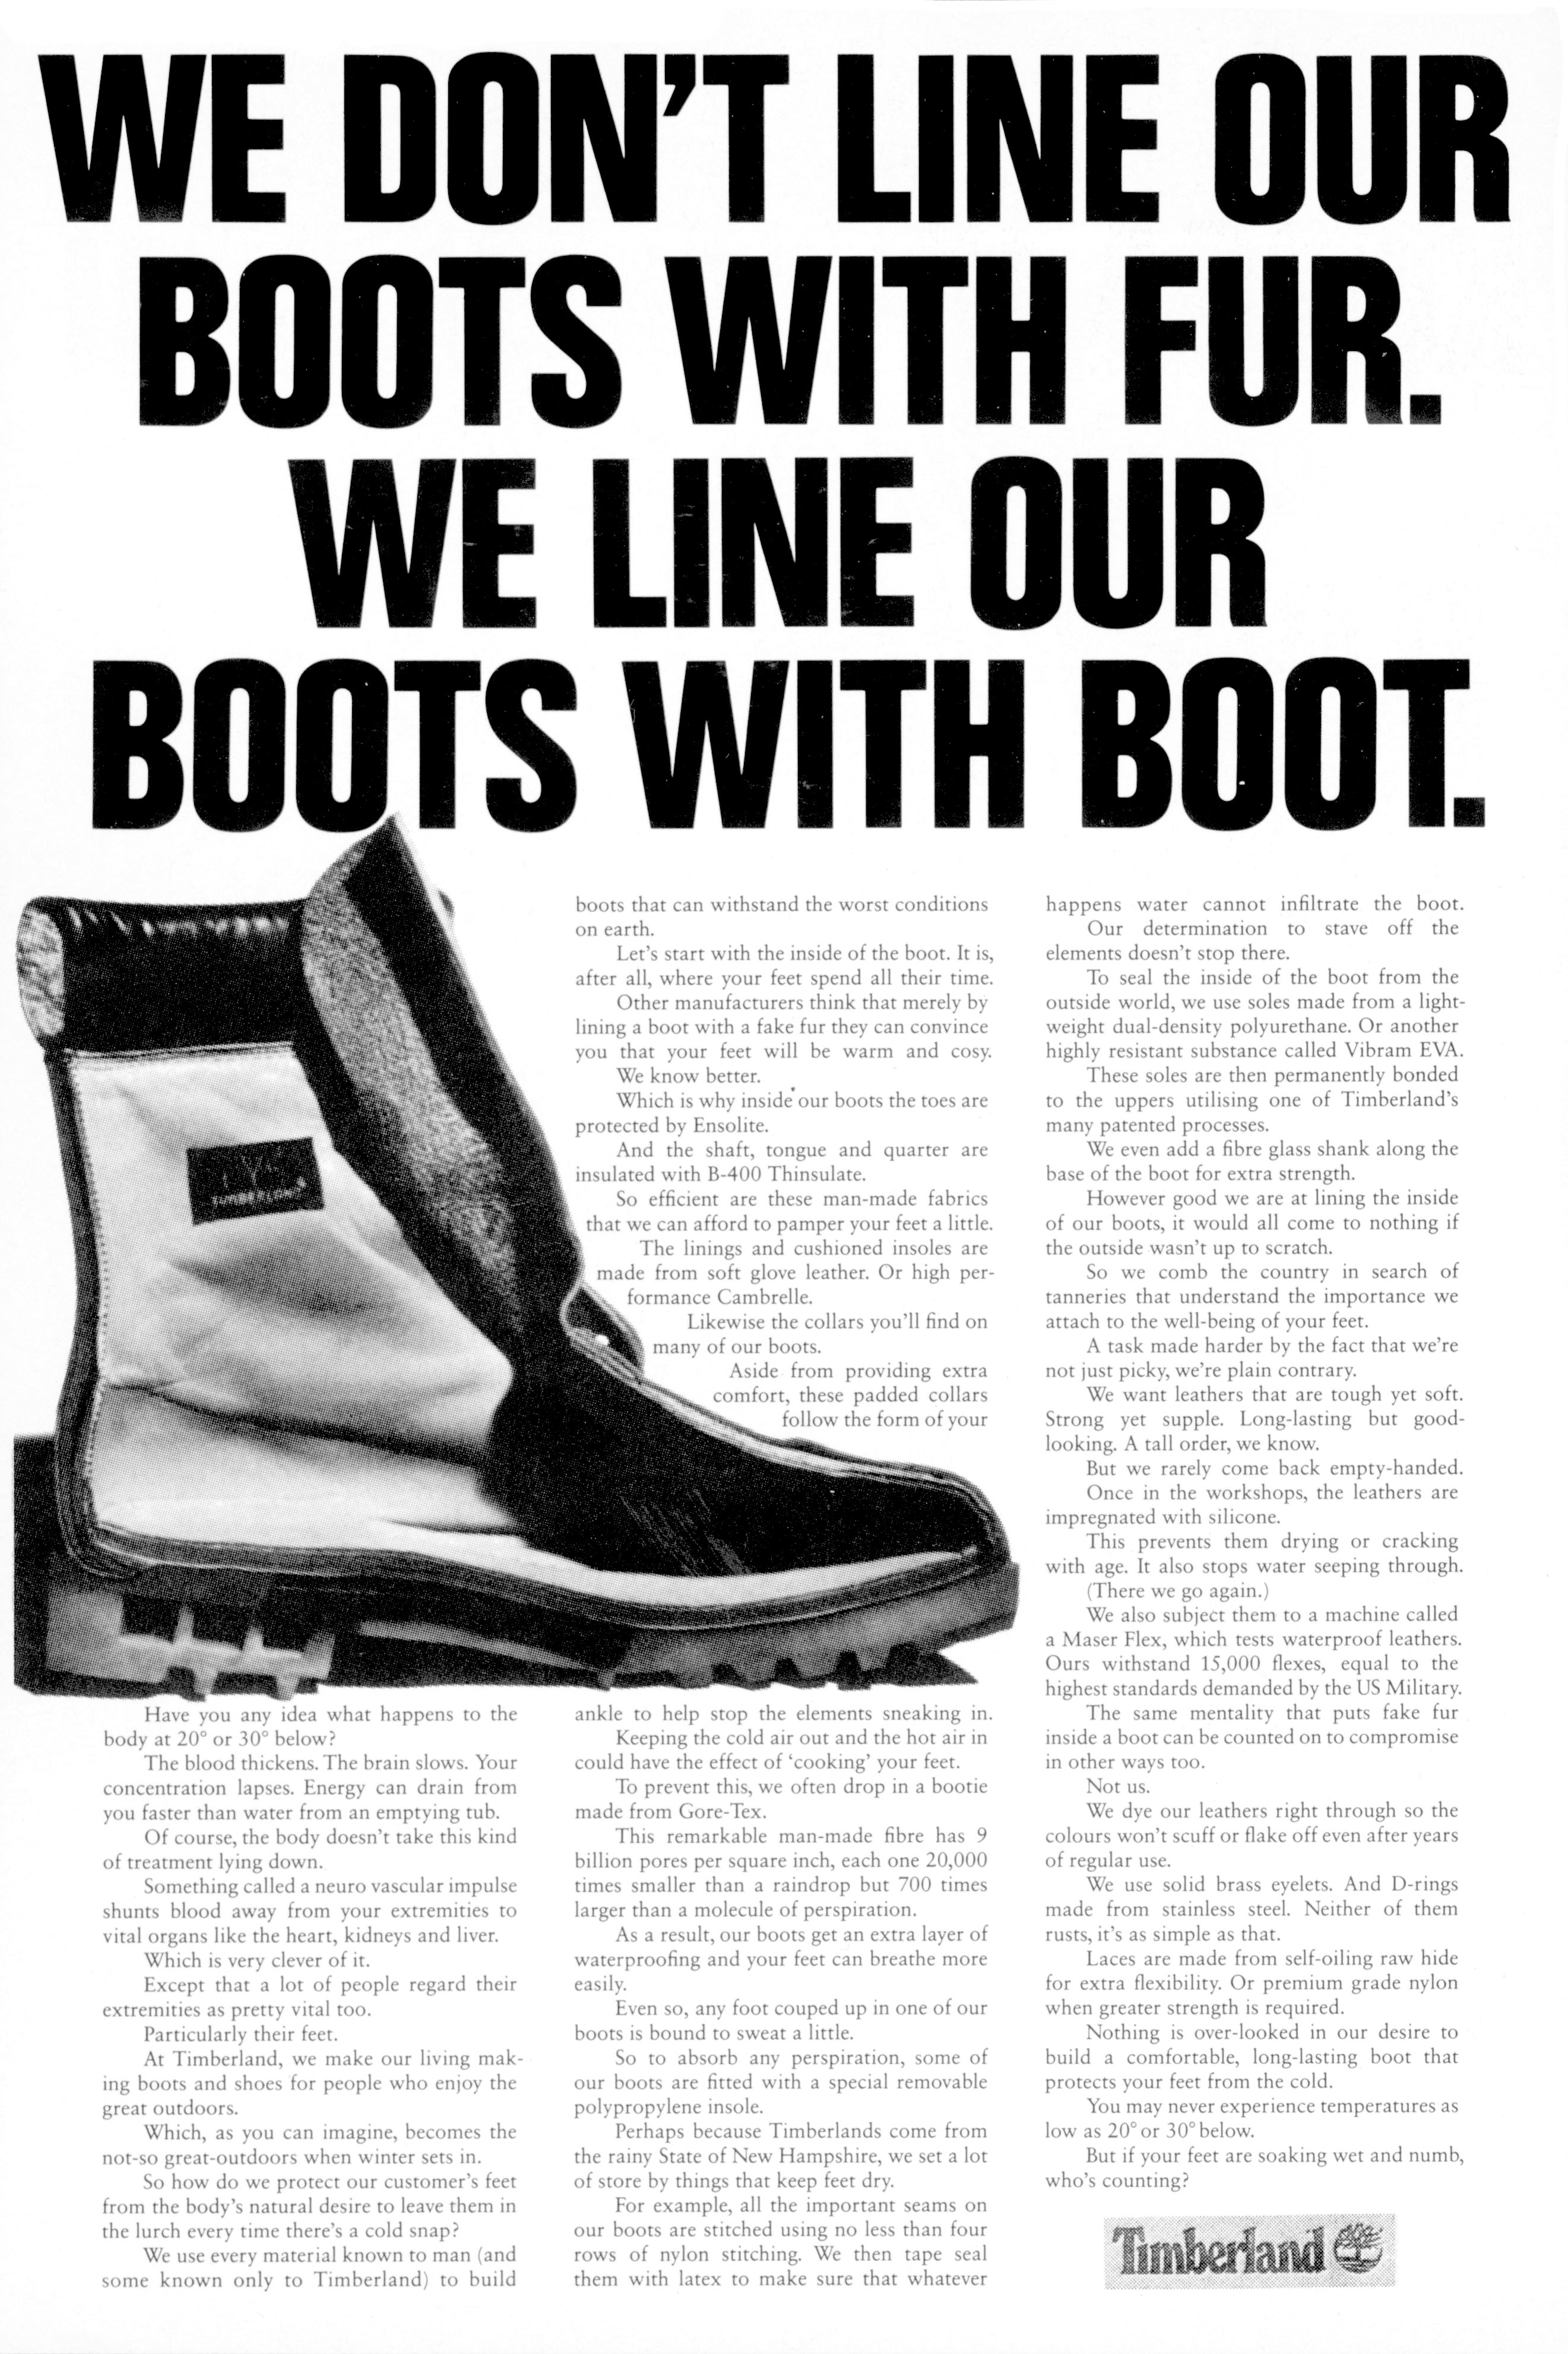 WE DON'T LINE OUR
BOOTS WITH FUR.
WE LINE OUR
BOOTS WITH BOOT.
TIMBERLAND
Have you any idea what happens to the
body at 20° or 30° below?
The blood thickens. The brain slows. Your
concentration lapses. Energy can drain from
you faster than water from an emptying tub.
Of course, the body doesn't take this kind
of treatment lying down.
Something called a neuro vascular impulse
shunts blood away from your extremities to
vital organs like the heart, kidneys and liver.
Which is very clever of it.
Except that a lot of people regard their
extremities as pretty vital too.
Particularly their feet.
At Timberland, we make our living mak-
ing boots and shoes for people who enjoy the
great outdoors.
Which, as you can imagine, becomes the
not-so great-outdoors when winter sets in.
So how do we protect our customer's feet
from the body's natural desire to leave them in
the lurch every time there's a cold snap?
We use every material known to man (and
some known only to Timberland) to build
boots that can withstand the worst conditions
on earth.
Let's start with the inside of the boot. It is,
after all, where your feet spend all their time.
Other manufacturers think that merely by
lining a boot with a fake fur they can convince
you that your feet will be warm and cosy.
We know better.
Which is why inside our boots the toes are
protected by Ensolite.
And the shaft, tongue and quarter are
insulated with B-400 Thinsulate.
So efficient are these man-made fabrics
that we can afford to pamper your feet a little.
The linings and cushioned insoles are
made from soft glove leather. Or high per-
formance Cambrelle.
Likewise the collars you'll find on
many of our boots.
Aside from providing extra
comfort, these padded collars
follow the form of your
ankle to help stop the elements sneaking in.
Keeping the cold air out and the hot air in
could have the effect of 'cooking' your feet.
To prevent this, we often drop in a bootie
made from Gore-Tex.
This remarkable man-made fibre has 9
billion pores per square inch, each one 20,000
times smaller than a raindrop but 700 times
larger than a molecule of perspiration.
As a result, our boots get an extra layer of
waterproofing and your feet can breathe more
easily.
Even so, any foot couped up in one of our
boots is bound to sweat a little.
So to absorb any perspiration, some of
our boots are fitted with a special removable
polypropylene insole.
Perhaps because Timberlands come from
the rainy State of New Hampshire, we set a lot
of store by things that keep feet dry.
For example, all the important seams on
our boots are stitched using no less than four
rows of nylon stitching. We then tape seal
them with latex to make sure that whatever
happens water cannot infiltrate the boot.
Our determination to stave off the
elements doesn't stop there.
To seal the inside of the boot from the
outside world, we use soles made from a light-
weight dual-density polyurethane. Or another
highly resistant substance called Vibram EVA.
These soles are then permanently bonded
to the uppers utilising one of Timberland's
many patented processes.
We even add a fibre glass shank along the
base of the boot for extra strength.
However good we are at lining the inside
of our boots, it would all come to nothing if
the outside wasn't up to scratch.
So we comb the country in search of
tanneries that understand the importance we
attach to the well-being of your feet.
A task made harder by the fact that we're
not just picky, we're plain contrary.
We want leathers that are tough yet soft.
Strong yet supple. Long-lasting but good-
looking. A tall order, we know.
But we rarely come back empty-handed.
Once in the workshops, the leathers are
impregnated with silicone.
This prevents them drying or cracking
with age. It also stops water seeping through.
(There we go again.)
We also subject them to a machine called
a Maser Flex, which tests waterproof leathers.
Ours withstand 15,000 flexes, equal to the
highest standards demanded by the US Military.
The same mentality that puts fake fur
inside a boot can be counted on to compromise
in other ways too.
Not us.
We dye our leathers right through so the
colours won't scuff or flake off even after years
of regular use.
We use solid brass eyelets. And D-rings
made from stainless steel. Neither of them
rusts, it's as simple as that.
Laces are made from self-oiling raw hide
for extra flexibility. Or premium grade nylon
when greater strength is required.
Nothing is over-looked in our desire to
build a comfortable, long-lasting boot that
protects your feet from the cold.
You may never experience temperatures as
low as 20° or 30° below.
But if your feet are soaking wet and numb,
who's counting?
Timberland